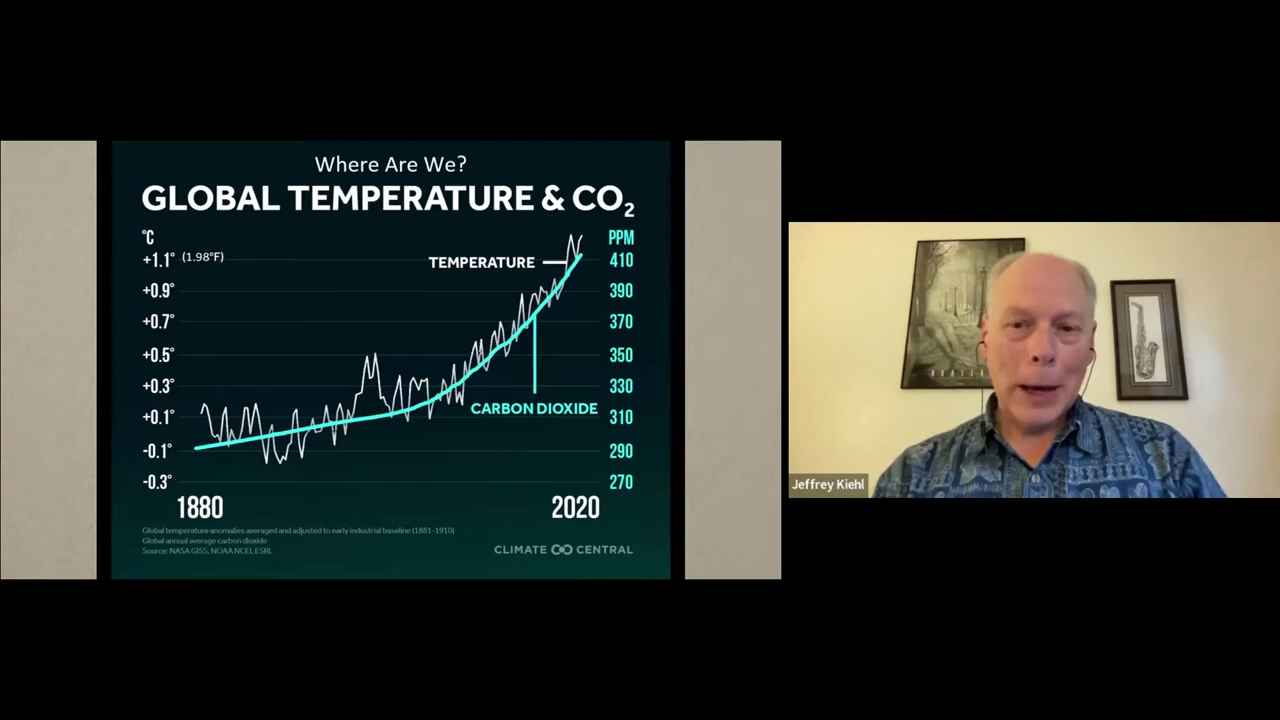 Where Are We?
GLOBAL TEMPERATURE & CO₂
°C
PPM
+1.1° (1.98°F)
TEMPERATURE
410
+0.9°
390
+0.7°
370
+0.5°
350
+0.3°
330
CARBON DIOXIDE
+0.1°
310
-0.1°
290
-0.3°
270
1880
2020
Global temperature anomalies averaged and adjusted to early industrial baseline (1881-1910)
Global annual average carbon dioxide
Source: NASA GISS, NOAA NCEI, ESRL
CLIMATE CENTRAL
Jeffrey Kiehl